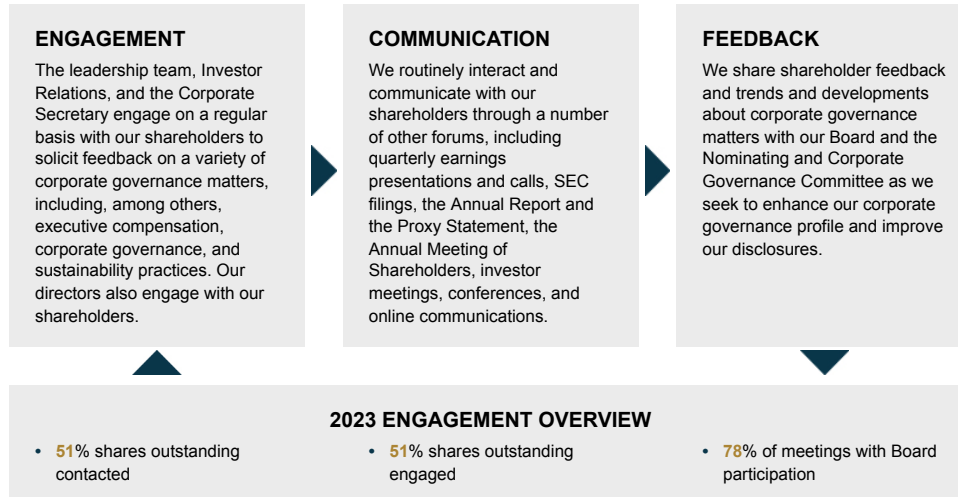 ENGAGEMENT
The leadership team, Investor
Relations, and the Corporate
Secretary engage on a regular
basis with our shareholders to
solicit feedback on a variety of
corporate governance matters,
including, among others,
executive compensation,
corporate governance, and
sustainability practices. Our
directors also engage with our
shareholders.
COMMUNICATION
We routinely interact and
communicate with our
shareholders through a number
of other forums, including
quarterly earnings
presentations and calls, SEC
filings, the Annual Report and
the Proxy Statement, the
Annual Meeting of
Shareholders, investor
meetings, conferences, and
online communications.
FEEDBACK
We share shareholder feedback
and trends and developments
about corporate governance
matters with our Board and the
Nominating and Corporate
Governance Committee as we
seek to enhance our corporate
governance profile and improve
our disclosures.
2023 ENGAGEMENT OVERVIEW
• 51% shares outstanding
contacted
• 51% shares outstanding
engaged
• 78% of meetings with Board
participation